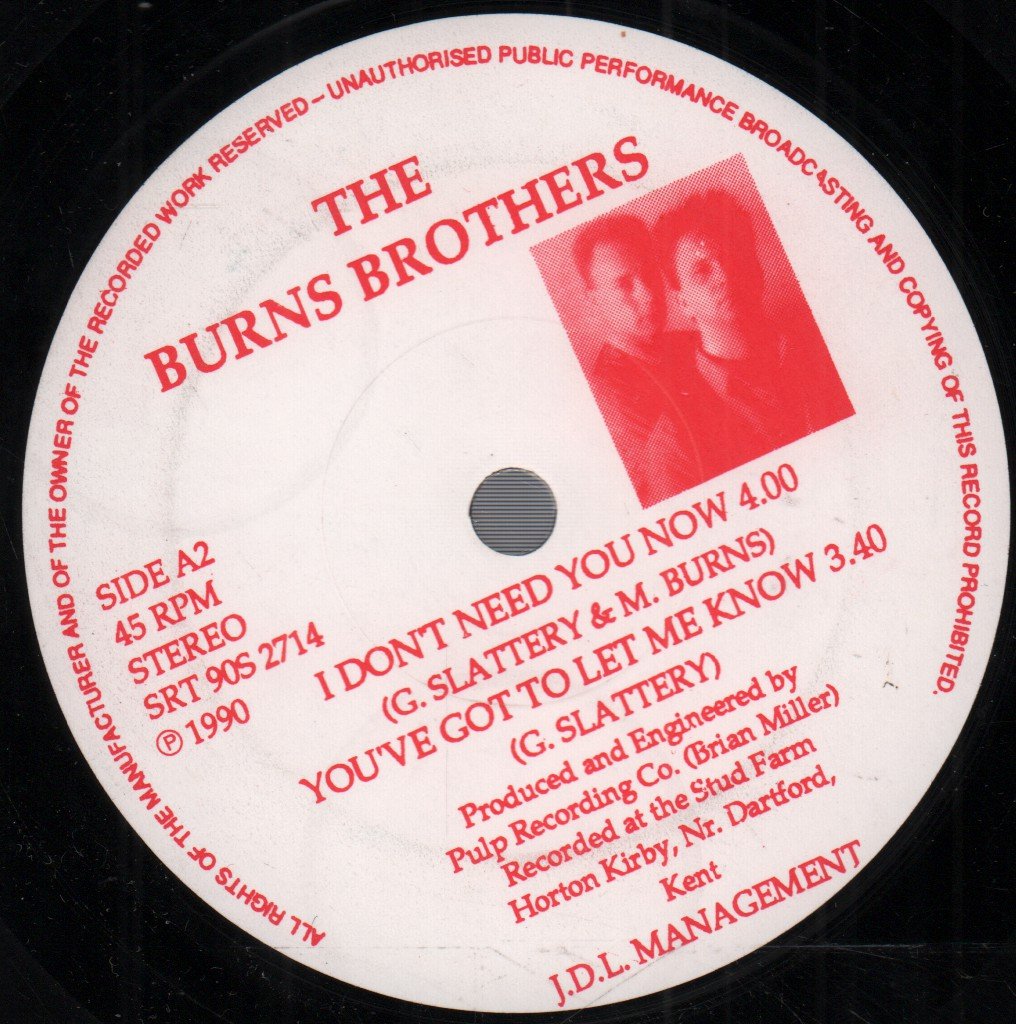 ALL RIGHTS OF THE MANUFACTURER AND OF THE OWNER OF THE RECORDED WORK RESERVED – UNAUTHORISED PUBLIC PERFORMANCE BROADCASTING AND COPYING OF THIS RECORD PROHIBITED.
THE
BURNS BROTHERS
SIDE A2
45 RPM
STEREO
SRT 90S 2714
℗ 1990
I DON'T NEED YOU NOW 4.00
(G. SLATTERY & M. BURNS)
YOU'VE GOT TO LET ME KNOW 3.40
(G. SLATTERY)
Produced and Engineered by
Pulp Recording Co. (Brian Miller)
Recorded at the Stud Farm
Horton Kirby, Nr. Dartford,
Kent
J.D.L. MANAGEMENT